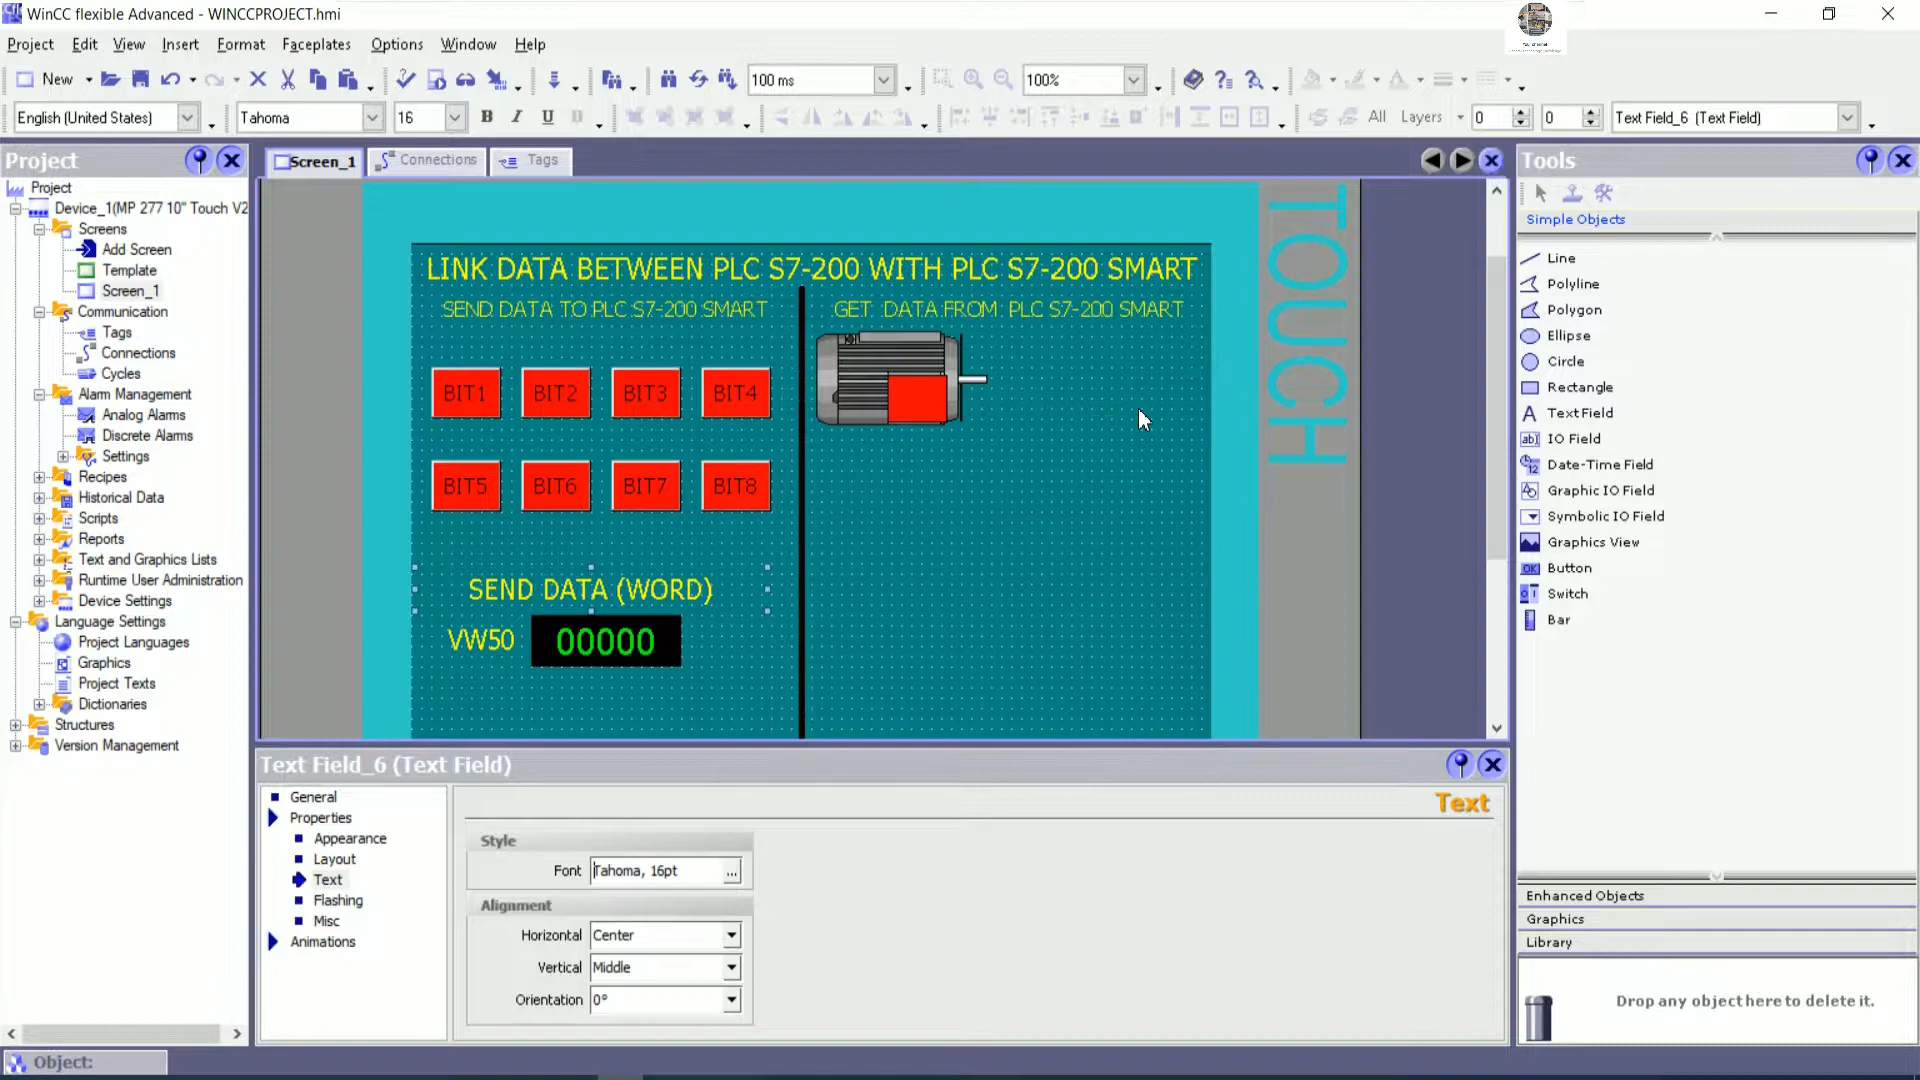 WinCC flexible Advanced - WINCCPROJECT.hmi
Project Edit View Insert Format Faceplates Options Window Help
New 100 ms 100%
English (United States) Tahoma 16 B I U All Layers 0 0 Text Field_6 (Text Field)
Project
Project
Device_1(MP 277 10'' Touch V2
Screens
Add Screen
Template
Screen_1
Communication
Tags
Connections
Cycles
Alarm Management
Analog Alarms
Discrete Alarms
Settings
Recipes
Historical Data
Scripts
Reports
Text and Graphics Lists
Runtime User Administration
Device Settings
Language Settings
Project Languages
Graphics
Project Texts
Dictionaries
Structures
Version Management
Object:
Screen_1 Connections Tags
LINK DATA BETWEEN PLC S7-200 WITH PLC S7-200 SMART
SEND DATA TO PLC S7-200 SMART
GET DATA FROM PLC S7-200 SMART
BIT1 BIT2 BIT3 BIT4
BIT5 BIT6 BIT7 BIT8
SEND DATA (WORD)
VW50 00000
TOUCH
Text Field_6 (Text Field)
General
Properties
Appearance
Layout
Text
Flashing
Misc
Animations
Text
Style
Font Tahoma, 16pt ...
Alignment
Horizontal Center
Vertical Middle
Orientation 0°
Tools
Simple Objects
Line
Polyline
Polygon
Ellipse
Circle
Rectangle
Text Field
IO Field
Date-Time Field
Graphic IO Field
Symbolic IO Field
Graphics View
Button
Switch
Bar
Enhanced Objects
Graphics
Library
Drop any object here to delete it.